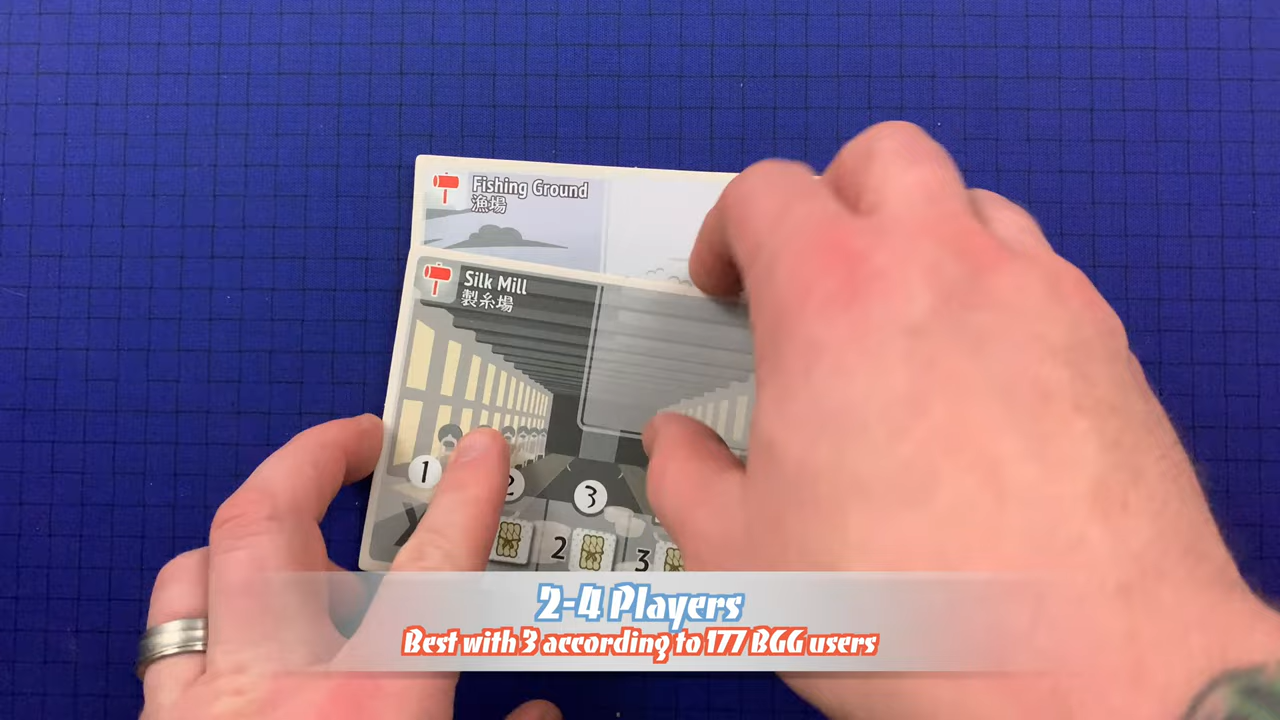 Fishing Ground
漁場
Silk Mill
製糸場
1
2
3
2
3
2-4 Players
Best with 3 according to 177 BGG users